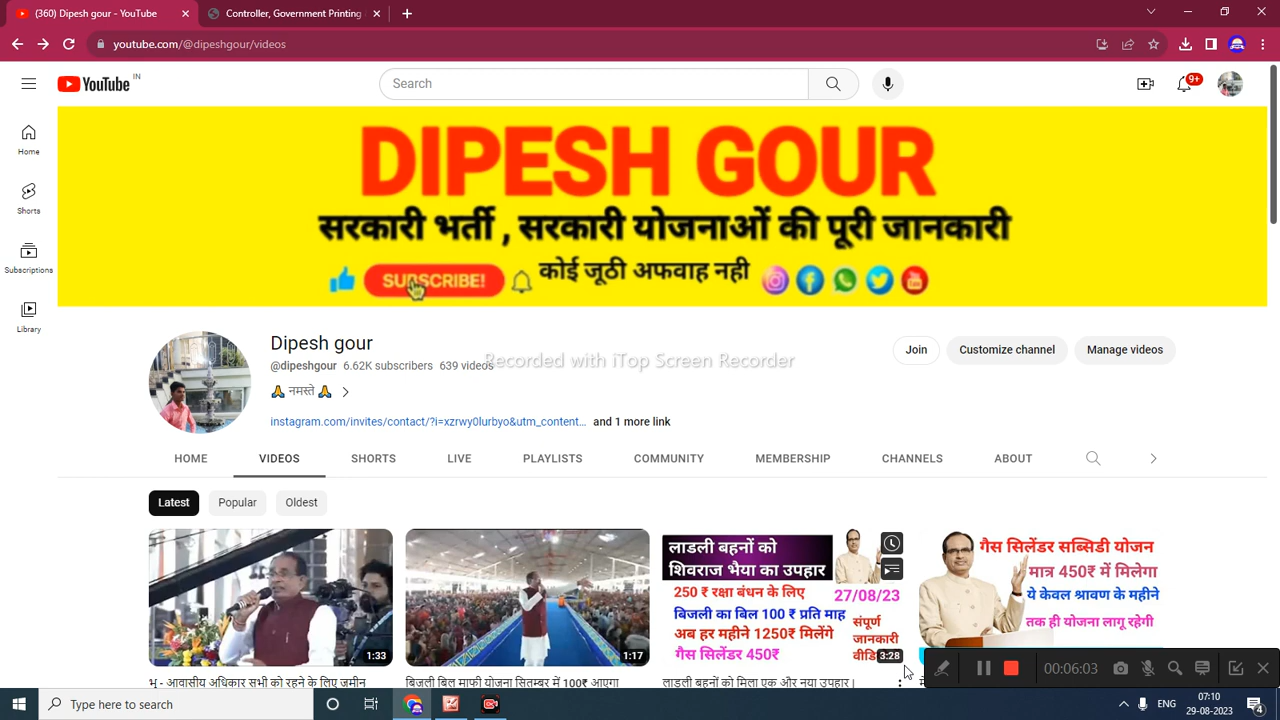 (360) Dipesh gour - YouTube
Controller, Government Printing
youtube.com/@dipeshgour/videos
YouTube IN
Search
9+
DIPESH GOUR
सरकारी भर्ती , सरकारी योजनाओं की पूरी जानकारी
SUBSCRIBE!
कोई जूठी अफवाह नही
Home
Shorts
Subscriptions
Library
Dipesh gour
@dipeshgour 6.62K subscribers 639 videos
Recorded with iTop Screen Recorder
Join
Customize channel
Manage videos
🙏 नमस्ते 🙏
instagram.com/invites/contact/?i=xzrwy0lurbyo&utm_content… and 1 more link
HOME
VIDEOS
SHORTS
LIVE
PLAYLISTS
COMMUNITY
MEMBERSHIP
CHANNELS
ABOUT
Latest
Popular
Oldest
1:33
1:17
लाडली बहनों को
शिवराज भैया का उपहार
250 ₹ रक्षा बंधन के लिए
27/08/23
बिजली का बिल 100 ₹ प्रति माह
अब हर महीने 1250₹ मिलेंगे
गैस सिलेंडर 450₹
संपूर्ण
जानकारी
3:28
गैस सिलेंडर सब्सिडी योजन
मात्र 450₹ में मिलेगा
ये केवल श्रावण के महीने
तक ही योजना लागू रहेगी
भू - आवासीय अधिकार सभी को रहने के लिए जमीन
बिजली बिल माफी योजना सितम्बर में 100₹ आएगा
लाडली बहनों को मिला एक और नया उपहार |
00:06:03
Type here to search
ENG
07:10
29-08-2023
4